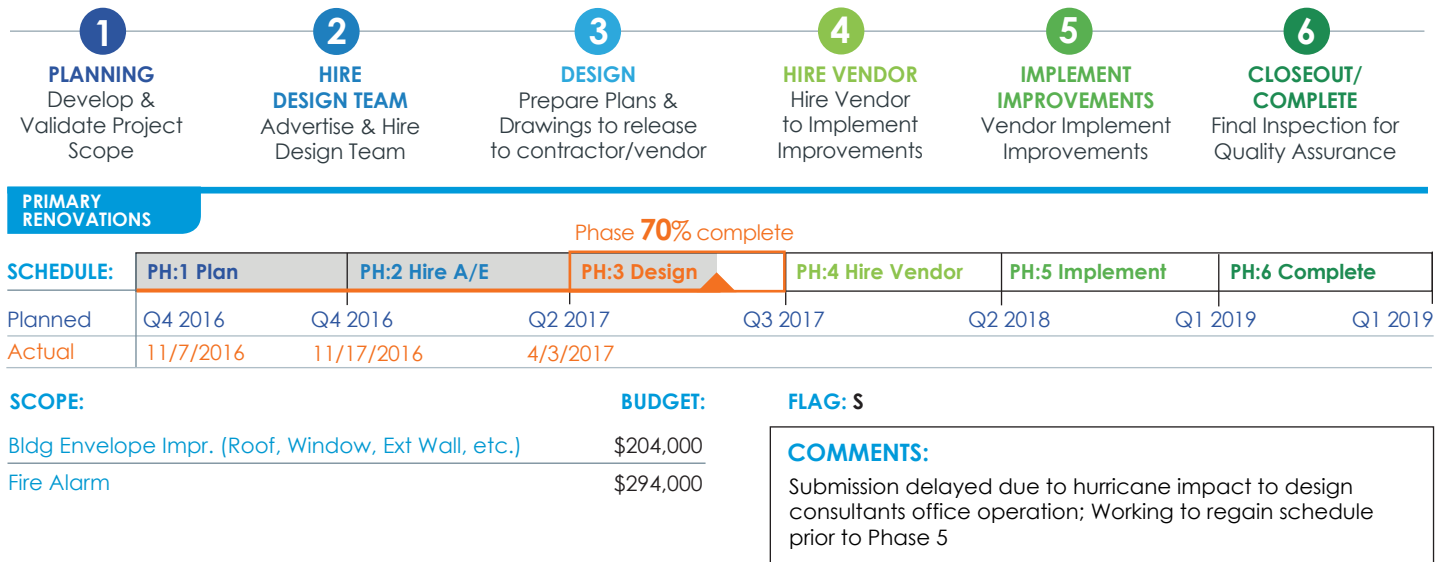 1
PLANNING
Develop &
Validate Project
Scope
2
HIRE
DESIGN TEAM
Advertise & Hire
Design Team
3
DESIGN
Prepare Plans &
Drawings to release
to contractor/vendor
4
HIRE VENDOR
Hire Vendor
to Implement
Improvements
5
IMPLEMENT
IMPROVEMENTS
Vendor Implement
Improvements
6
CLOSEOUT/
COMPLETE
Final Inspection for
Quality Assurance
PRIMARY
RENOVATIONS
Phase 70% complete
SCHEDULE: PH:1 Plan PH:2 Hire A/E PH:3 Design PH:4 Hire Vendor PH:5 Implement PH:6 Complete
Planned Q4 2016 Q4 2016 Q2 2017 Q3 2017 Q2 2018 Q1 2019 Q1 2019
Actual 11/7/2016 11/17/2016 4/3/2017
SCOPE: BUDGET:
Bldg Envelope Impr. (Roof, Window, Ext Wall, etc.) $204,000
Fire Alarm $294,000
FLAG: S
COMMENTS:
Submission delayed due to hurricane impact to design
consultants office operation; Working to regain schedule
prior to Phase 5